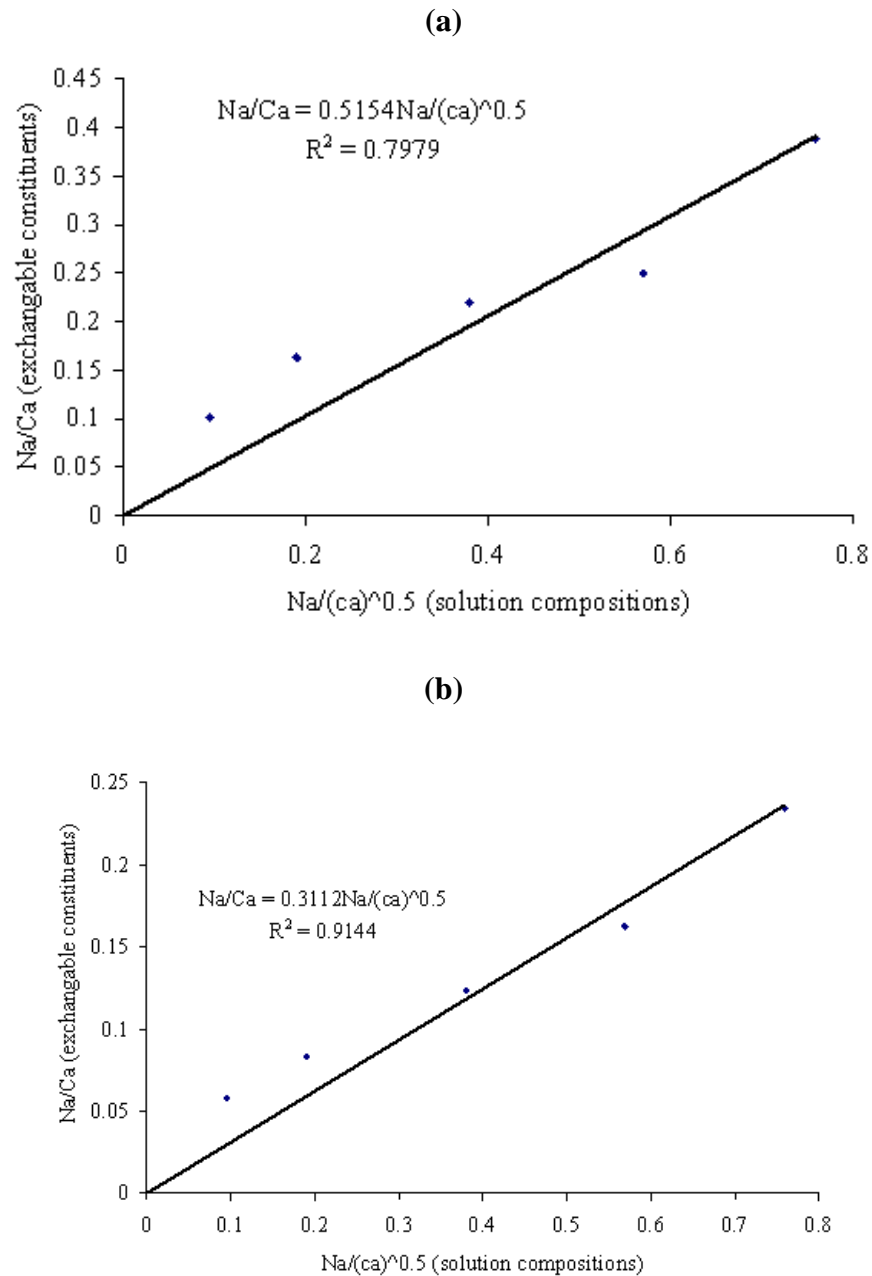 (a)
Na/Ca (exchangable constituents)
0.45
0.4
0.35
0.3
0.25
0.2
0.15
0.1
0.05
0
Na/Ca = 0.5154Na/(ca)^0.5
R² = 0.7979
0 0.2 0.4 0.6 0.8
Na/(ca)^0.5 (solution compositions)
(b)
Na/Ca (exchangable constituents)
0.25
0.2
0.15
0.1
0.05
0
Na/Ca = 0.3112Na/(ca)^0.5
R² = 0.9144
0 0.1 0.2 0.3 0.4 0.5 0.6 0.7 0.8
Na/(ca)^0.5 (solution compositions)